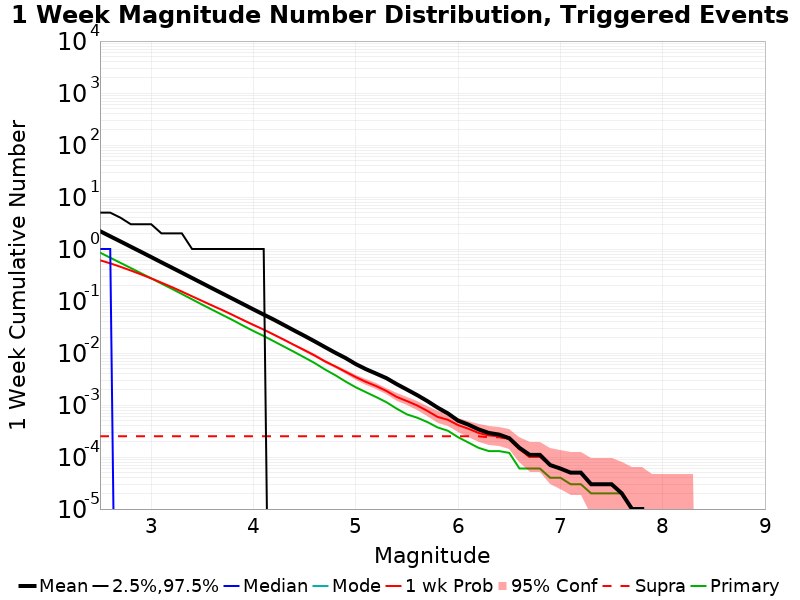 1 Week Magnitude Number Distribution, Triggered Events
10^4
10^3
10^2
10^1
10^0
10^-1
10^-2
10^-3
10^-4
10^-5
1 Week Cumulative Number
3 4 5 6 7 8 9
Magnitude
Mean 2.5%,97.5% Median Mode 1 wk Prob 95% Conf Supra Primary